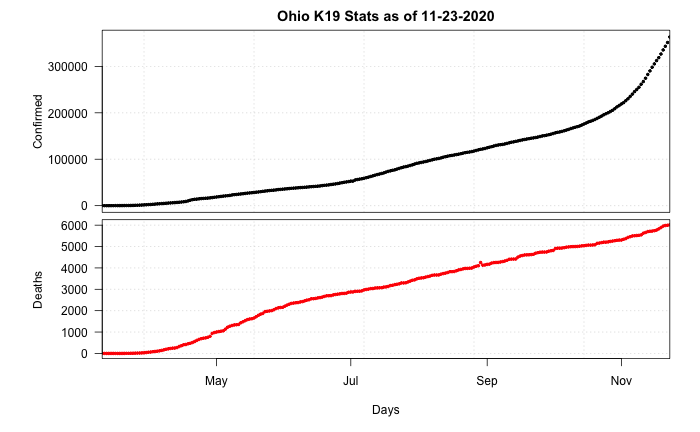 Ohio K19 Stats as of 11-23-2020
Confirmed
300000
200000
100000
0
Deaths
6000
5000
4000
3000
2000
1000
0
May Jul Sep Nov
Days